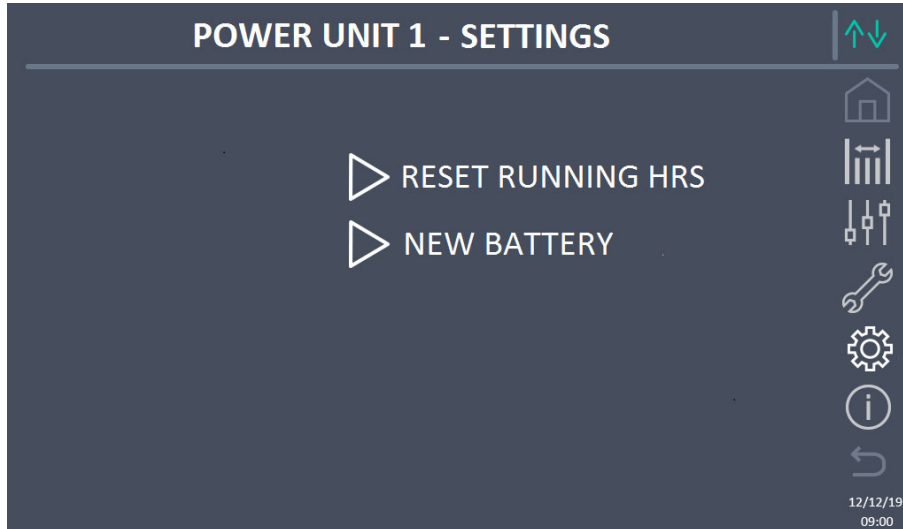 POWER UNIT 1 - SETTINGS
RESET RUNNING HRS
NEW BATTERY
12/12/19
09:00